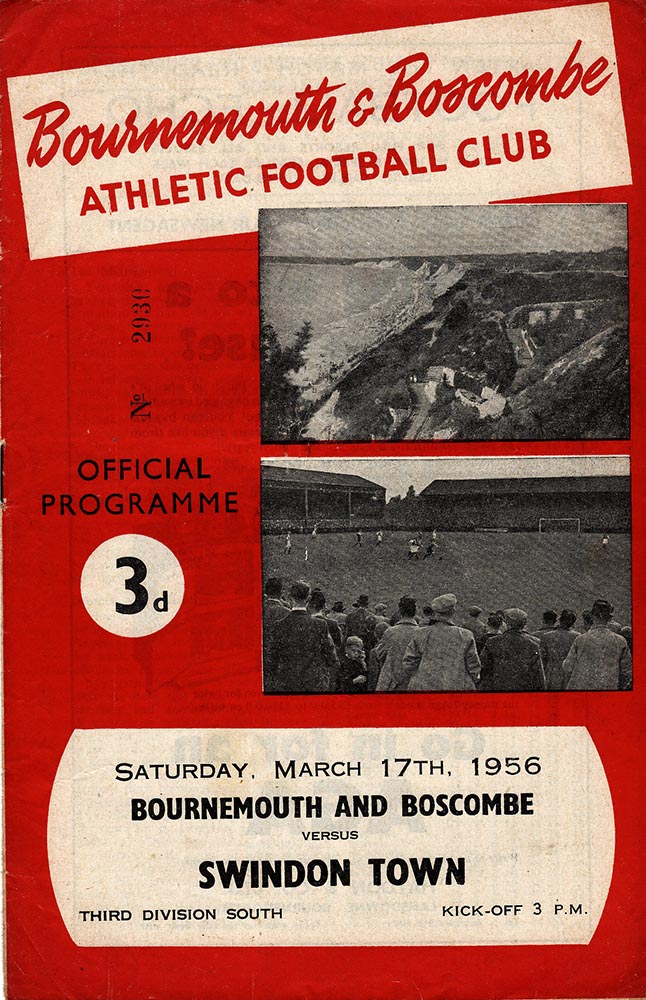 Bournemouth & Boscombe
ATHLETIC FOOTBALL CLUB
Nº 2930
OFFICIAL
PROGRAMME
3d
SATURDAY, MARCH 17TH, 1956
BOURNEMOUTH AND BOSCOMBE
VERSUS
SWINDON TOWN
THIRD DIVISION SOUTH KICK-OFF 3 P.M.